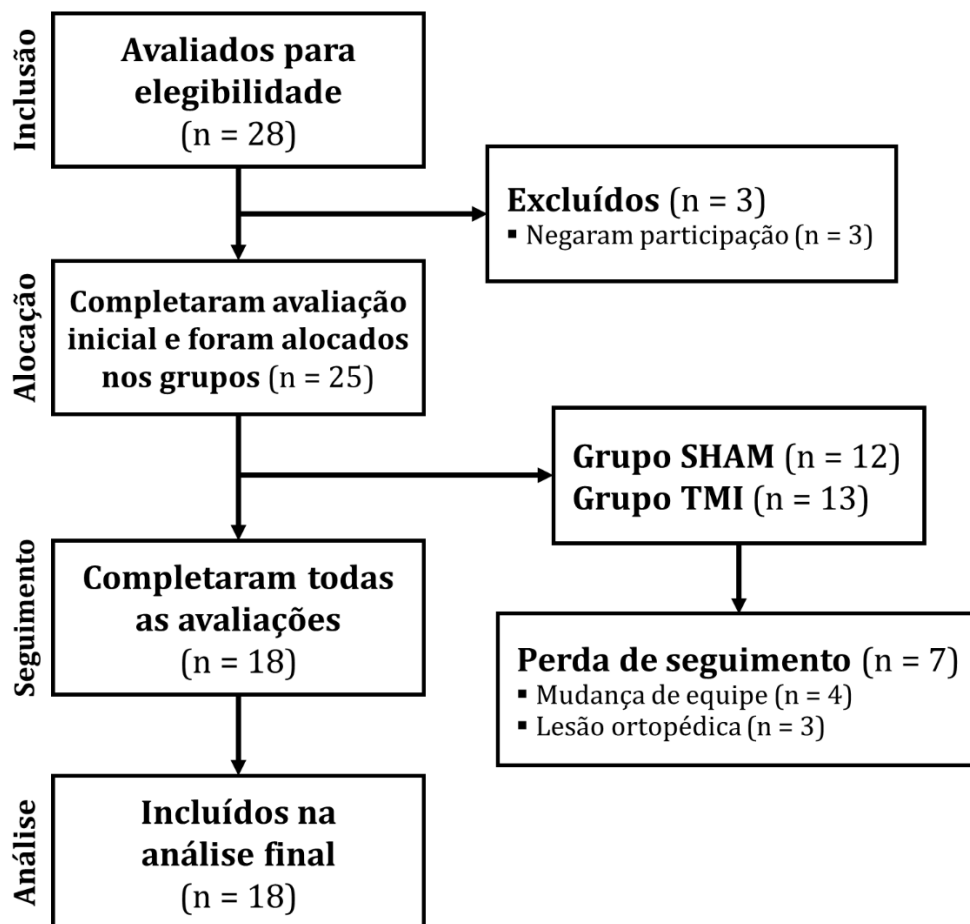 Inclusão
Avaliados para
elegibilidade
(n = 28)
Excluídos (n = 3)
▪ Negaram participação (n = 3)
Alocação
Completaram avaliação
inicial e foram alocados
nos grupos (n = 25)
Grupo SHAM (n = 12)
Grupo TMI (n = 13)
Seguimento
Completaram todas
as avaliações
(n = 18)
Perda de seguimento (n = 7)
▪ Mudança de equipe (n = 4)
▪ Lesão ortopédica (n = 3)
Análise
Incluídos na
análise final
(n = 18)